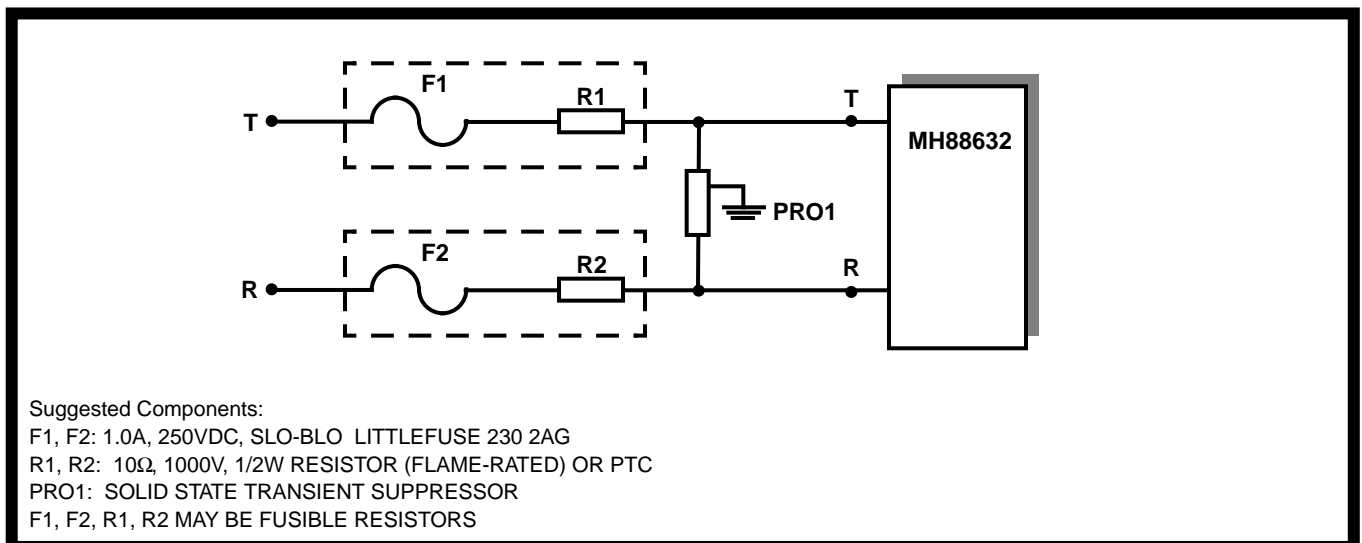 F1
R1
T
T
MH88632
PRO1
F2
R2
R
R
Suggested Components:
F1, F2: 1.0A, 250VDC, SLO-BLO LITTLEFUSE 230 2AG
R1, R2: 10Ω, 1000V, 1/2W RESISTOR (FLAME-RATED) OR PTC
PRO1: SOLID STATE TRANSIENT SUPPRESSOR
F1, F2, R1, R2 MAY BE FUSIBLE RESISTORS